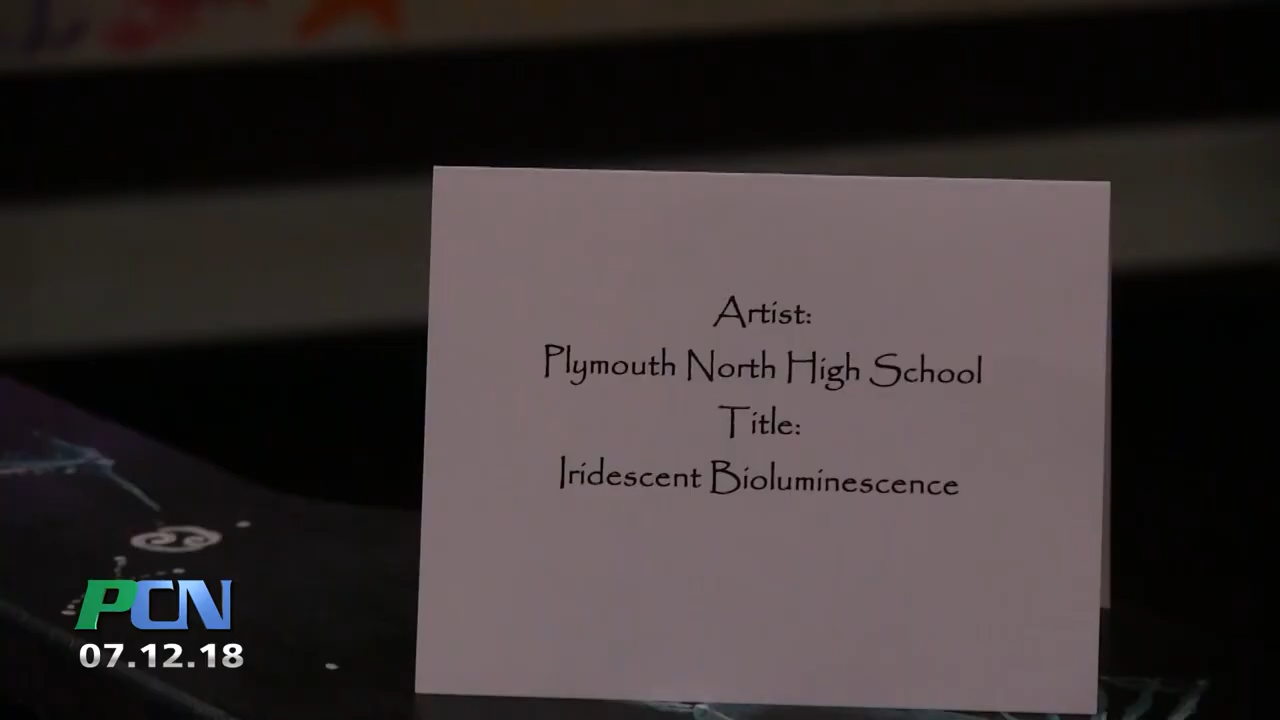 Artist:
Plymouth North High School
Title:
Iridescent Bioluminescence
PCN
07.12.18